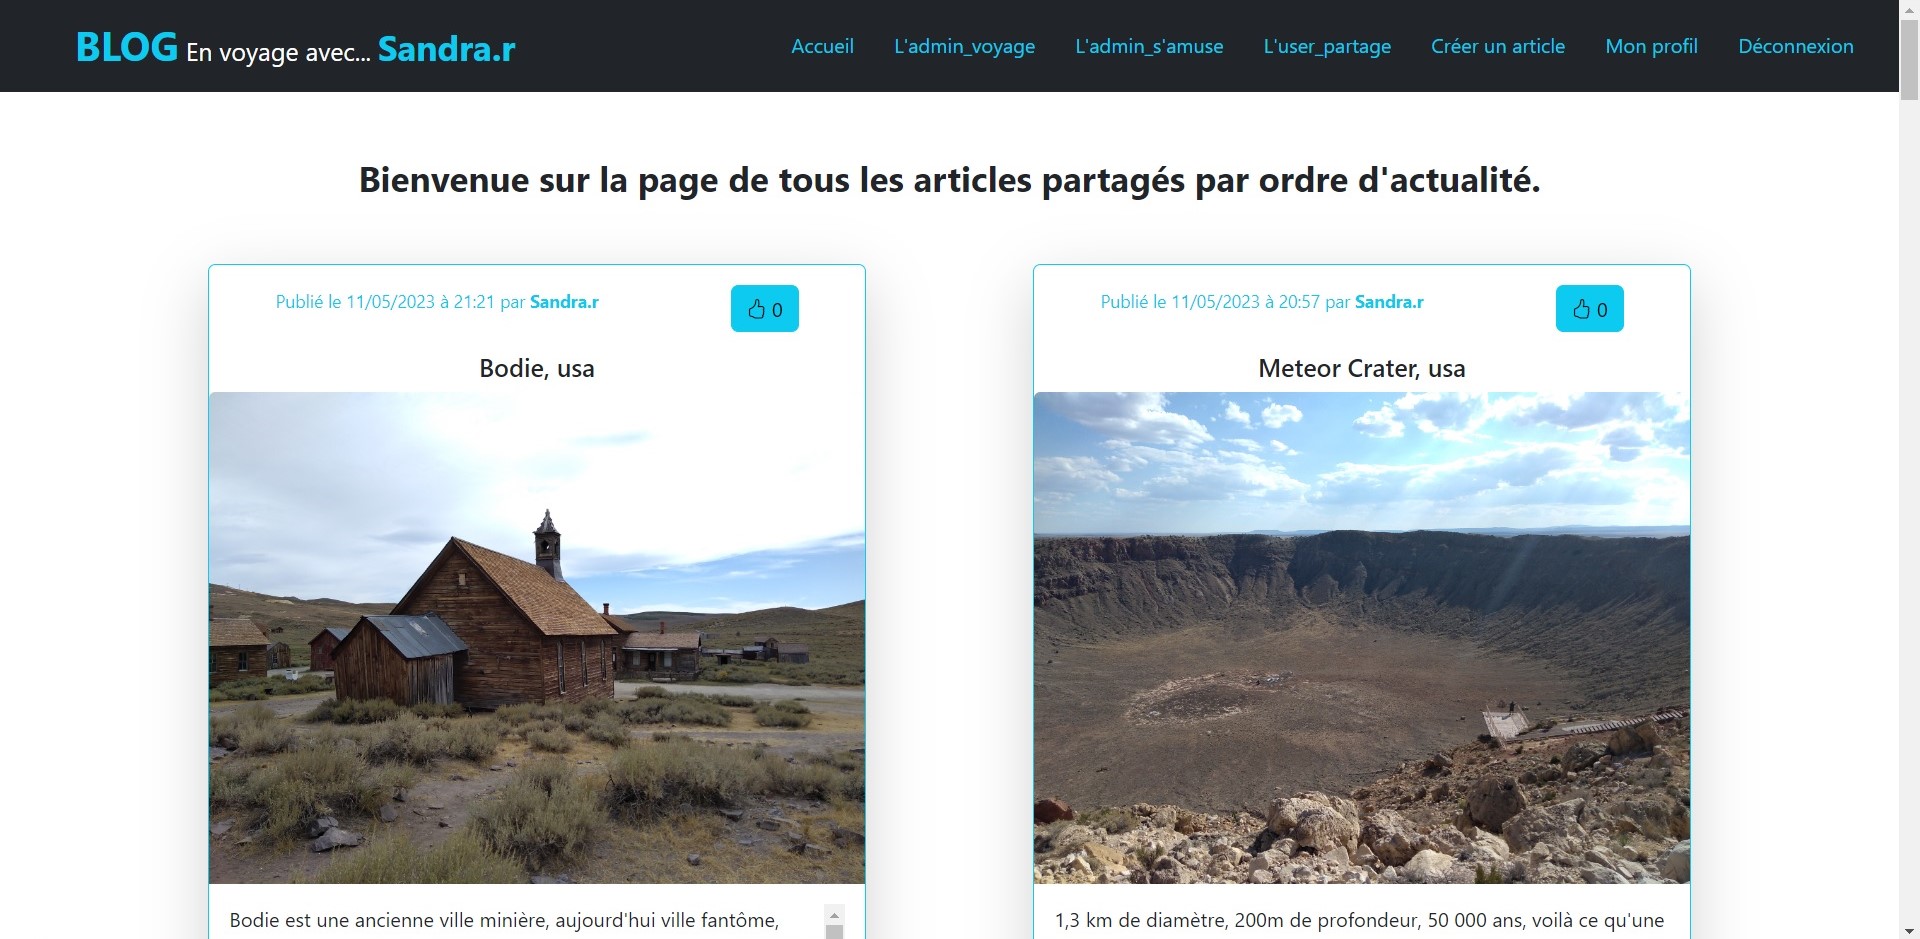 BLOG En voyage avec... Sandra.r
Accueil L'admin_voyage L'admin_s'amuse L'user_partage Créer un article Mon profil Déconnexion
Bienvenue sur la page de tous les articles partagés par ordre d'actualité.
Publié le 11/05/2023 à 21:21 par Sandra.r
0
Bodie, usa
Bodie est une ancienne ville minière, aujourd'hui ville fantôme,
Publié le 11/05/2023 à 20:57 par Sandra.r
0
Meteor Crater, usa
1,3 km de diamètre, 200m de profondeur, 50 000 ans, voilà ce qu'une